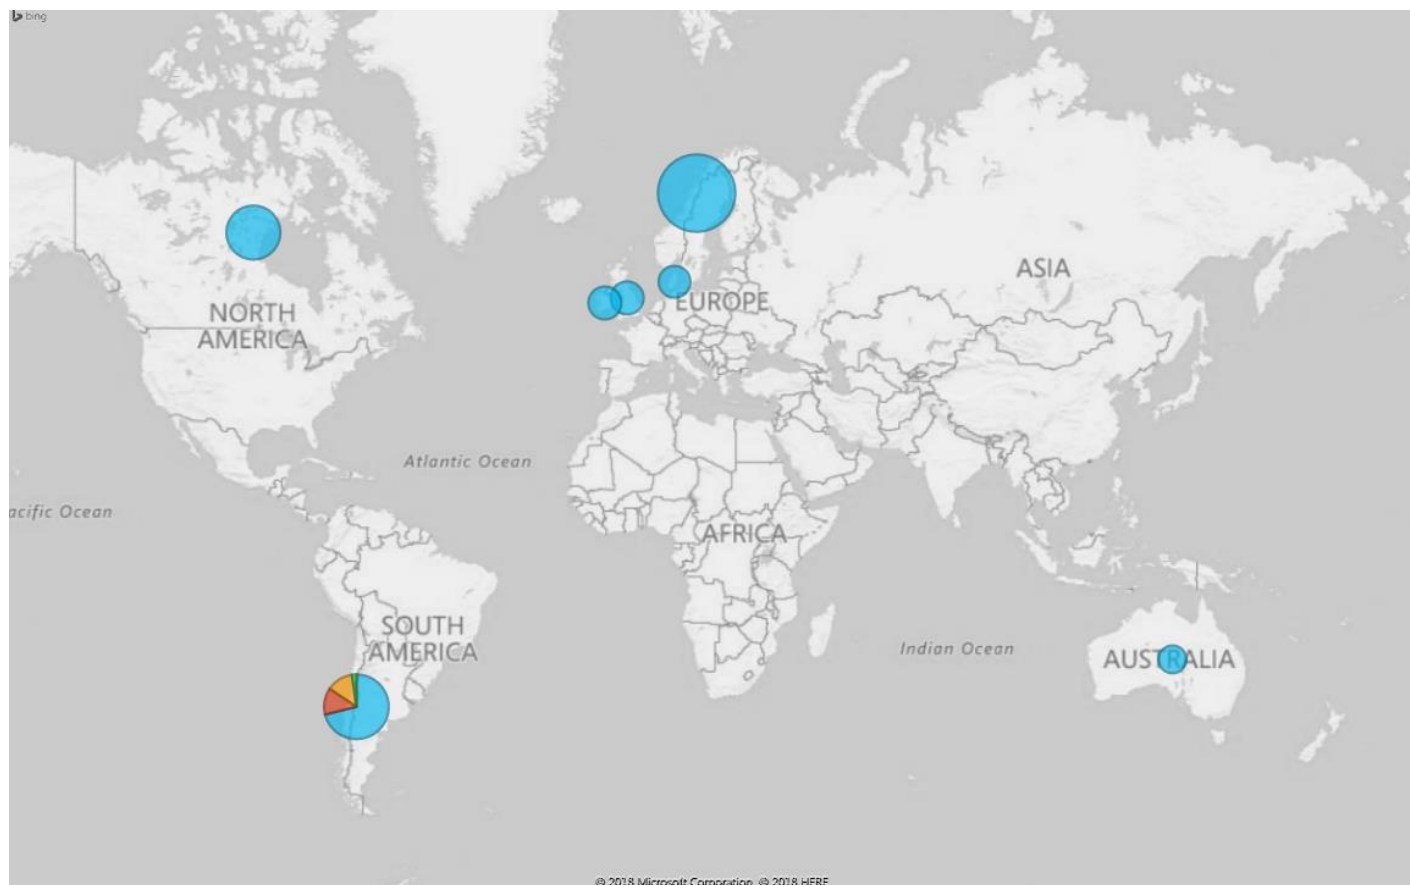 bing
ASIA
NORTH
AMERICA
EUROPE
Atlantic Ocean
acific Ocean
AFRICA
SOUTH
AMERICA
Indian Ocean
AUSTRALIA
© 2018 Microsoft Corporation © 2018 HERE